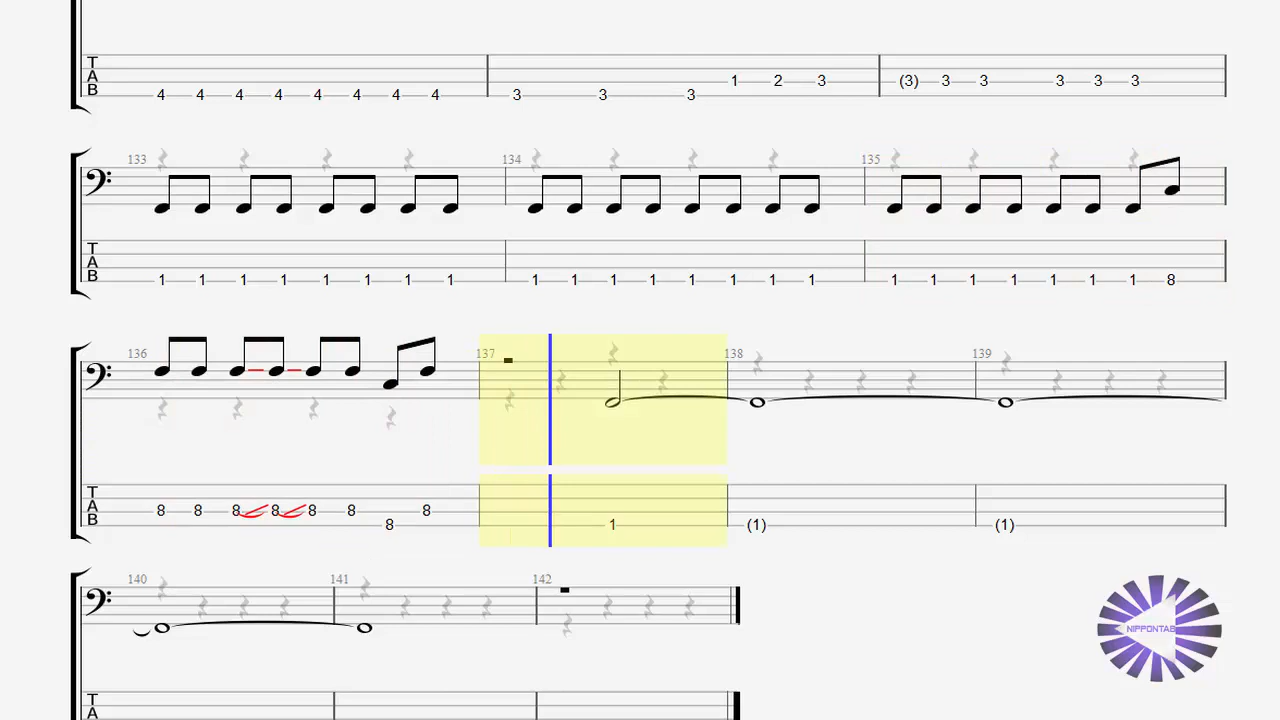 T
A
B
4 4 4 4 4 4 4 4 3 3 3 1 2 3 (3) 3 3 3 3 3
133 134 135
T
A
B
1 1 1 1 1 1 1 1 1 1 1 1 1 1 1 1 1 1 1 1 1 1 1 8
136 137 138 139
T
A
B
8 8 8 8 8 8 8 8 1 (1) (1)
140 141 142
NIPPONTAB
T
A